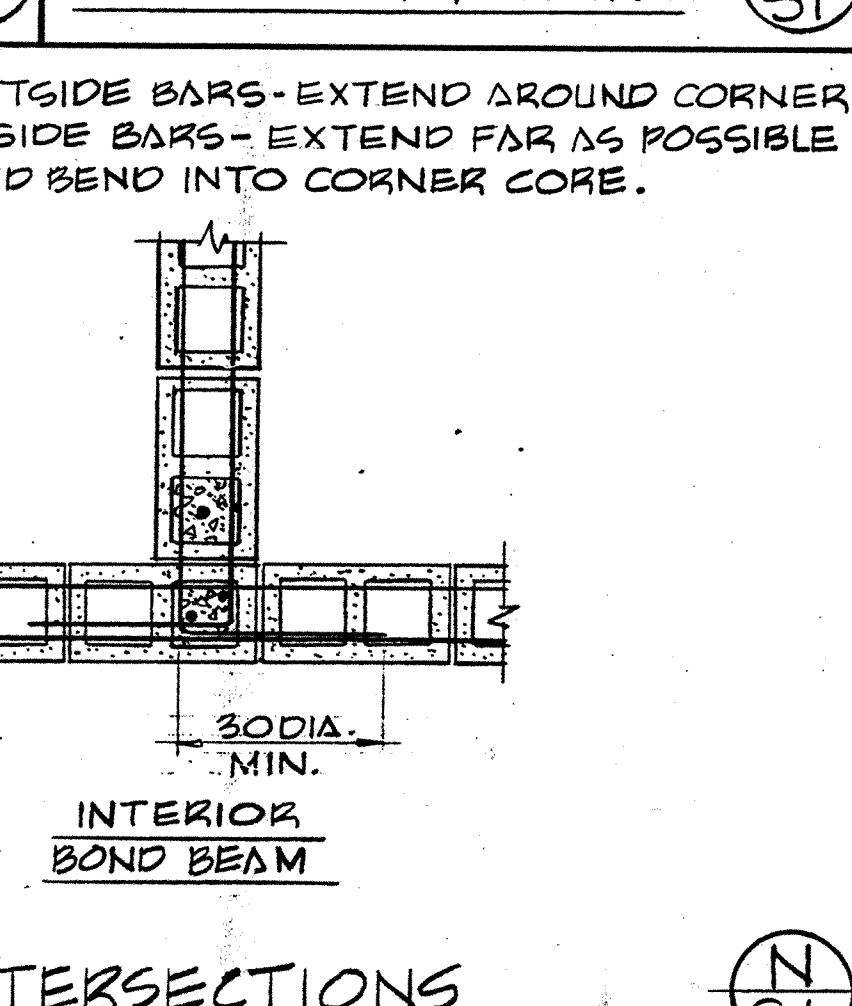 S1
TSIDE BARS-EXTEND AROUND CORNER
SIDE BARS-EXTEND FAR AS POSSIBLE
D BEND INTO CORNER CORE.
30 DIA.
MIN.
INTERIOR
BOND BEAM
TERSECTIONS
N